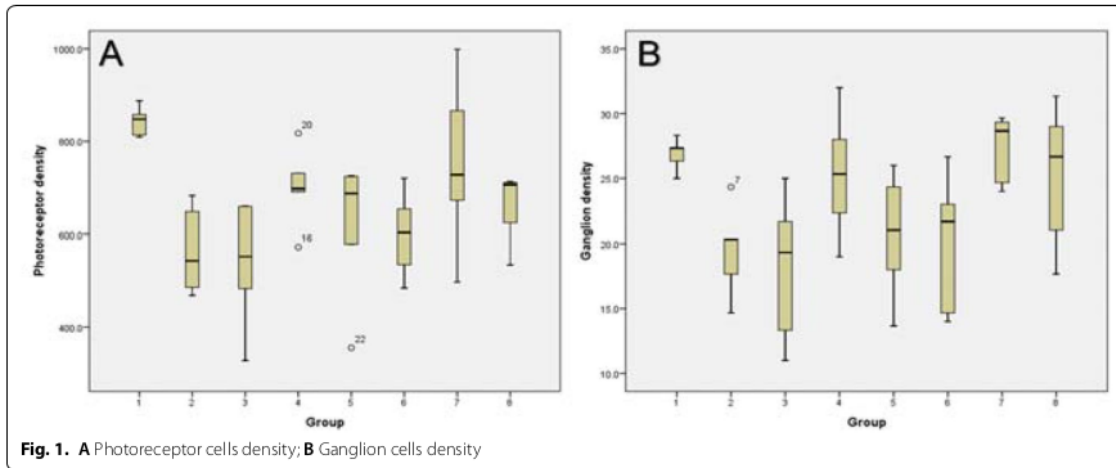 A
1000.0
800.0
600.0
400.0
Photoreceptor density
20
16
22
1 2 3 4 5 6 7 8
Group
B
35.0
30.0
25.0
20.0
15.0
10.0
Ganglion density
7
1 2 3 4 5 6 7 8
Group
Fig. 1. A Photoreceptor cells density; B Ganglion cells density